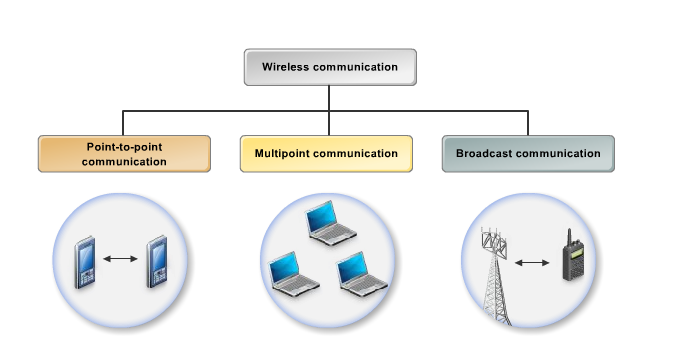 Wireless communication
Point-to-point
communication
Multipoint communication
Broadcast communication